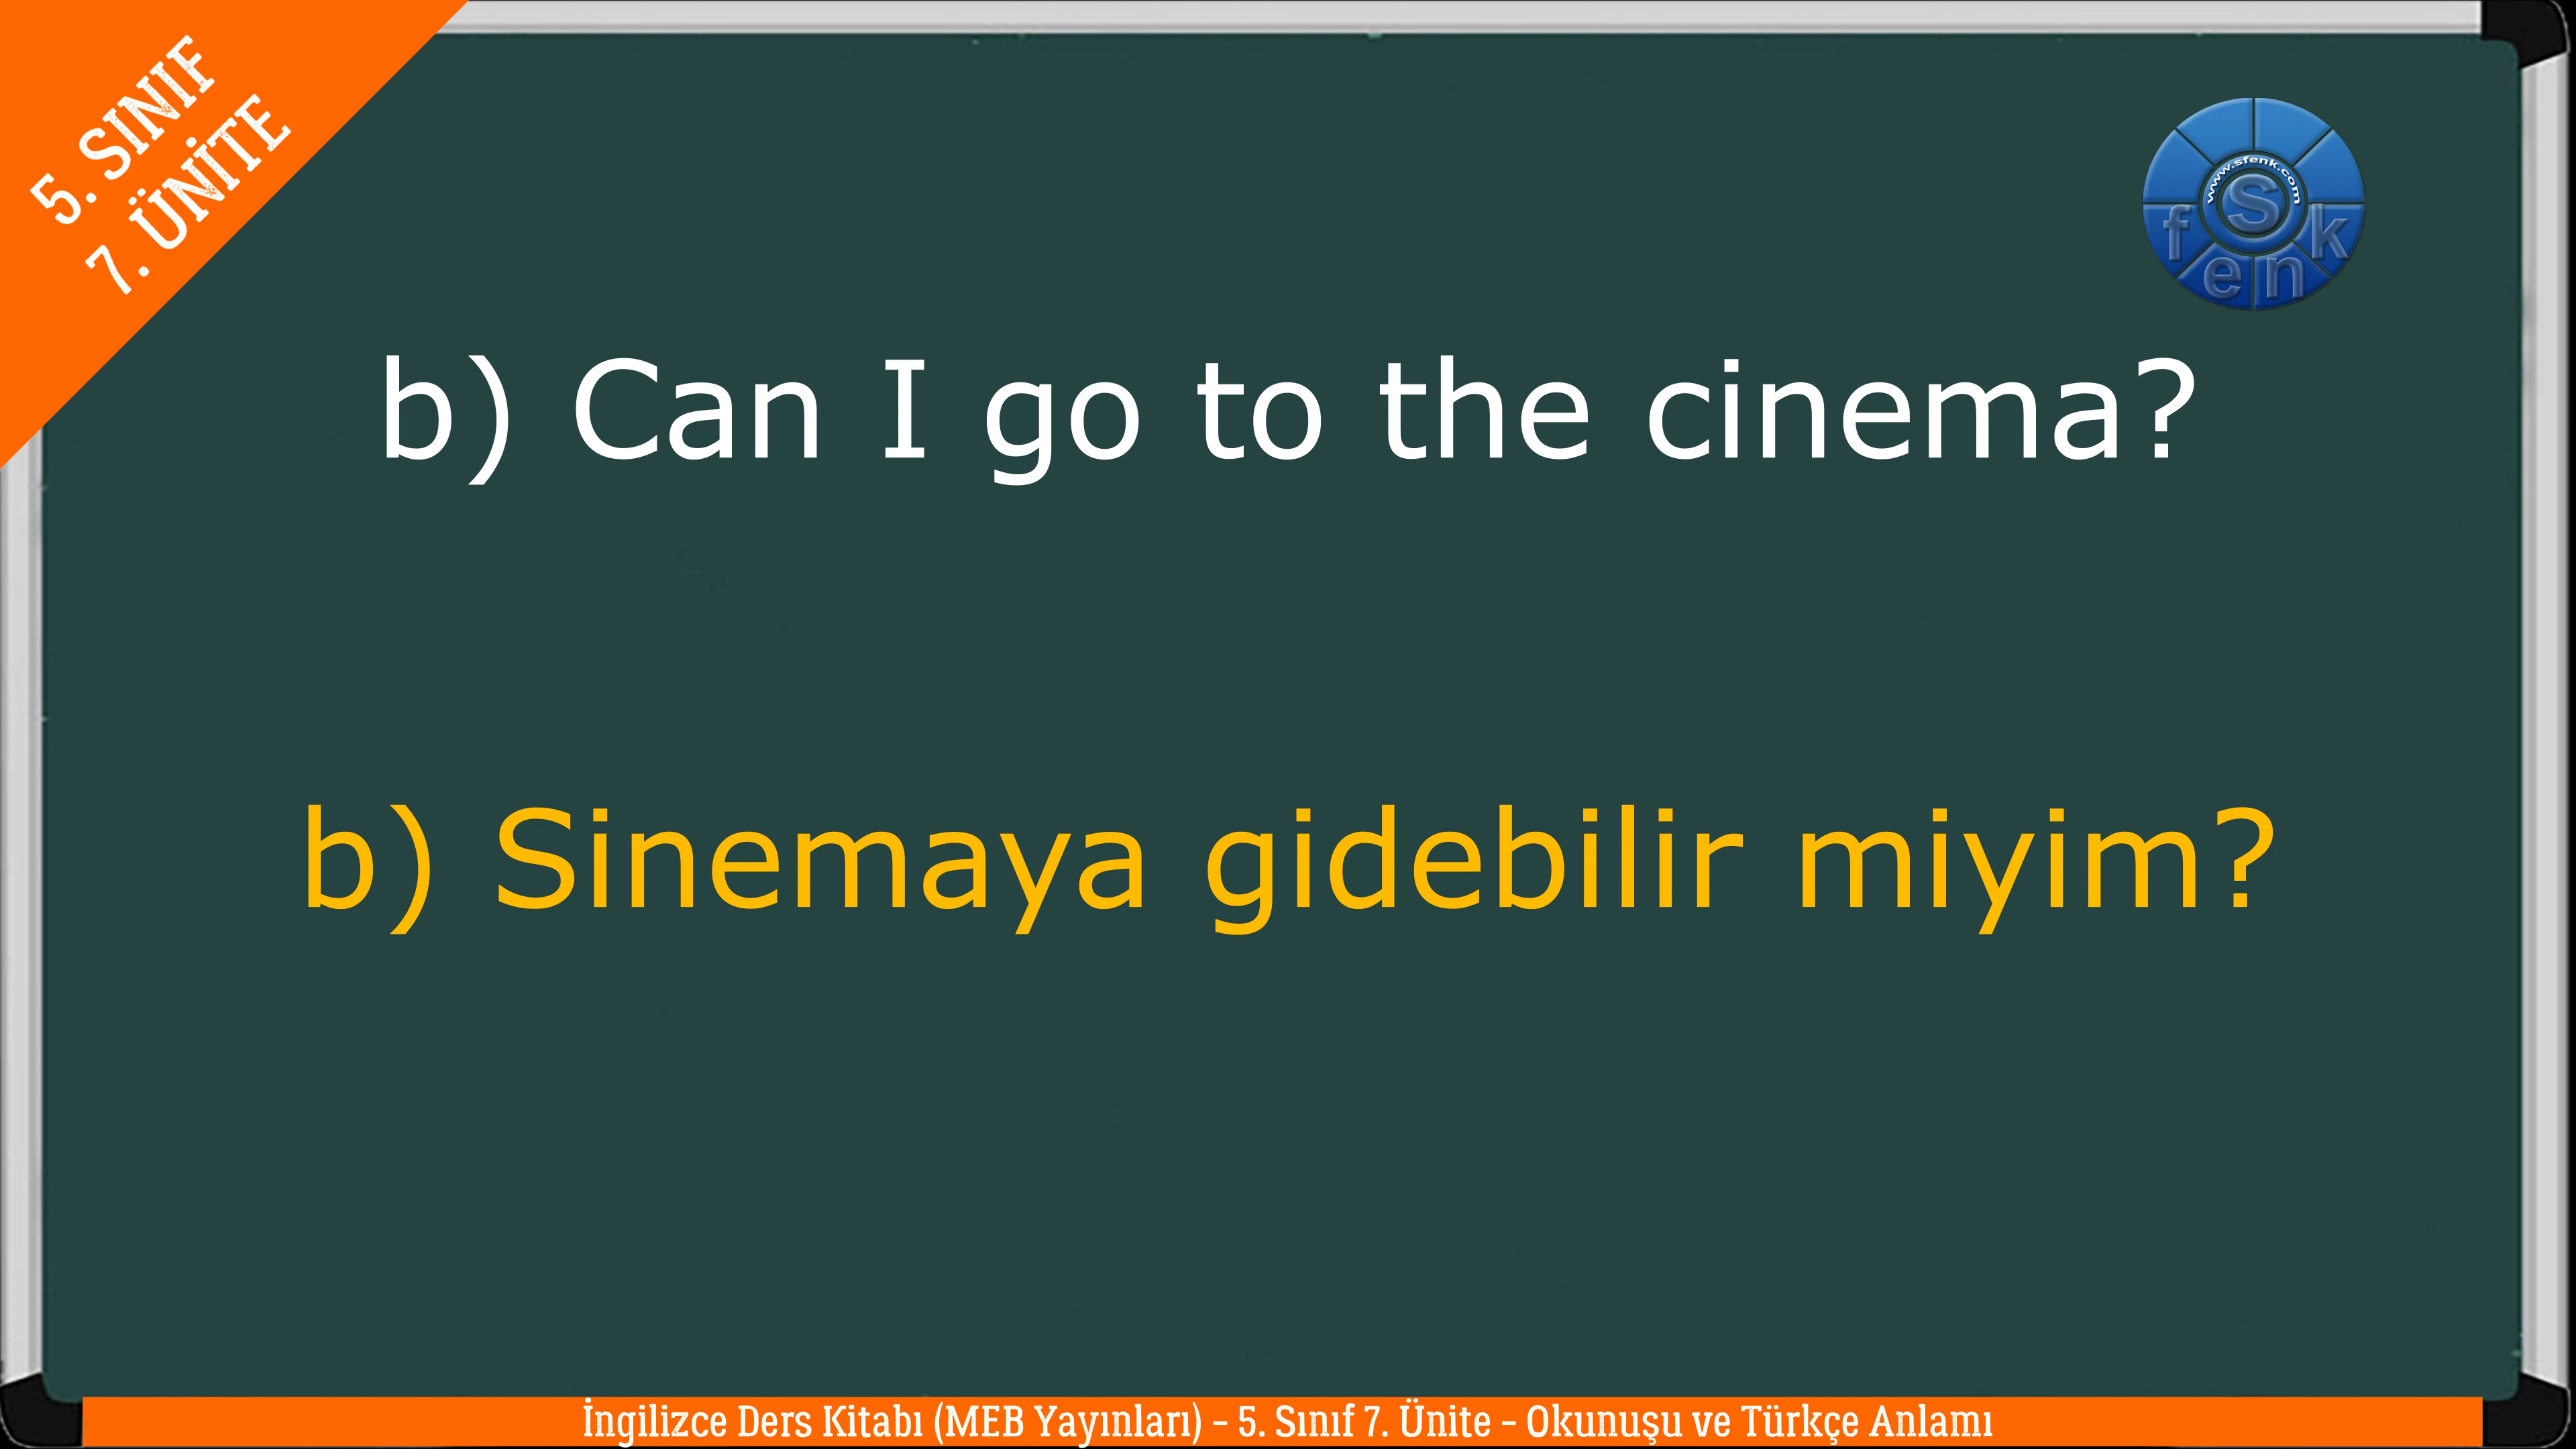 5. SINIF
7. ÜNİTE
www.sfenk.com
S
f e n k
b) Can I go to the cinema?
b) Sinemaya gidebilir miyim?
İngilizce Ders Kitabı (MEB Yayınları) – 5. Sınıf 7. Ünite – Okunuşu ve Türkçe Anlamı